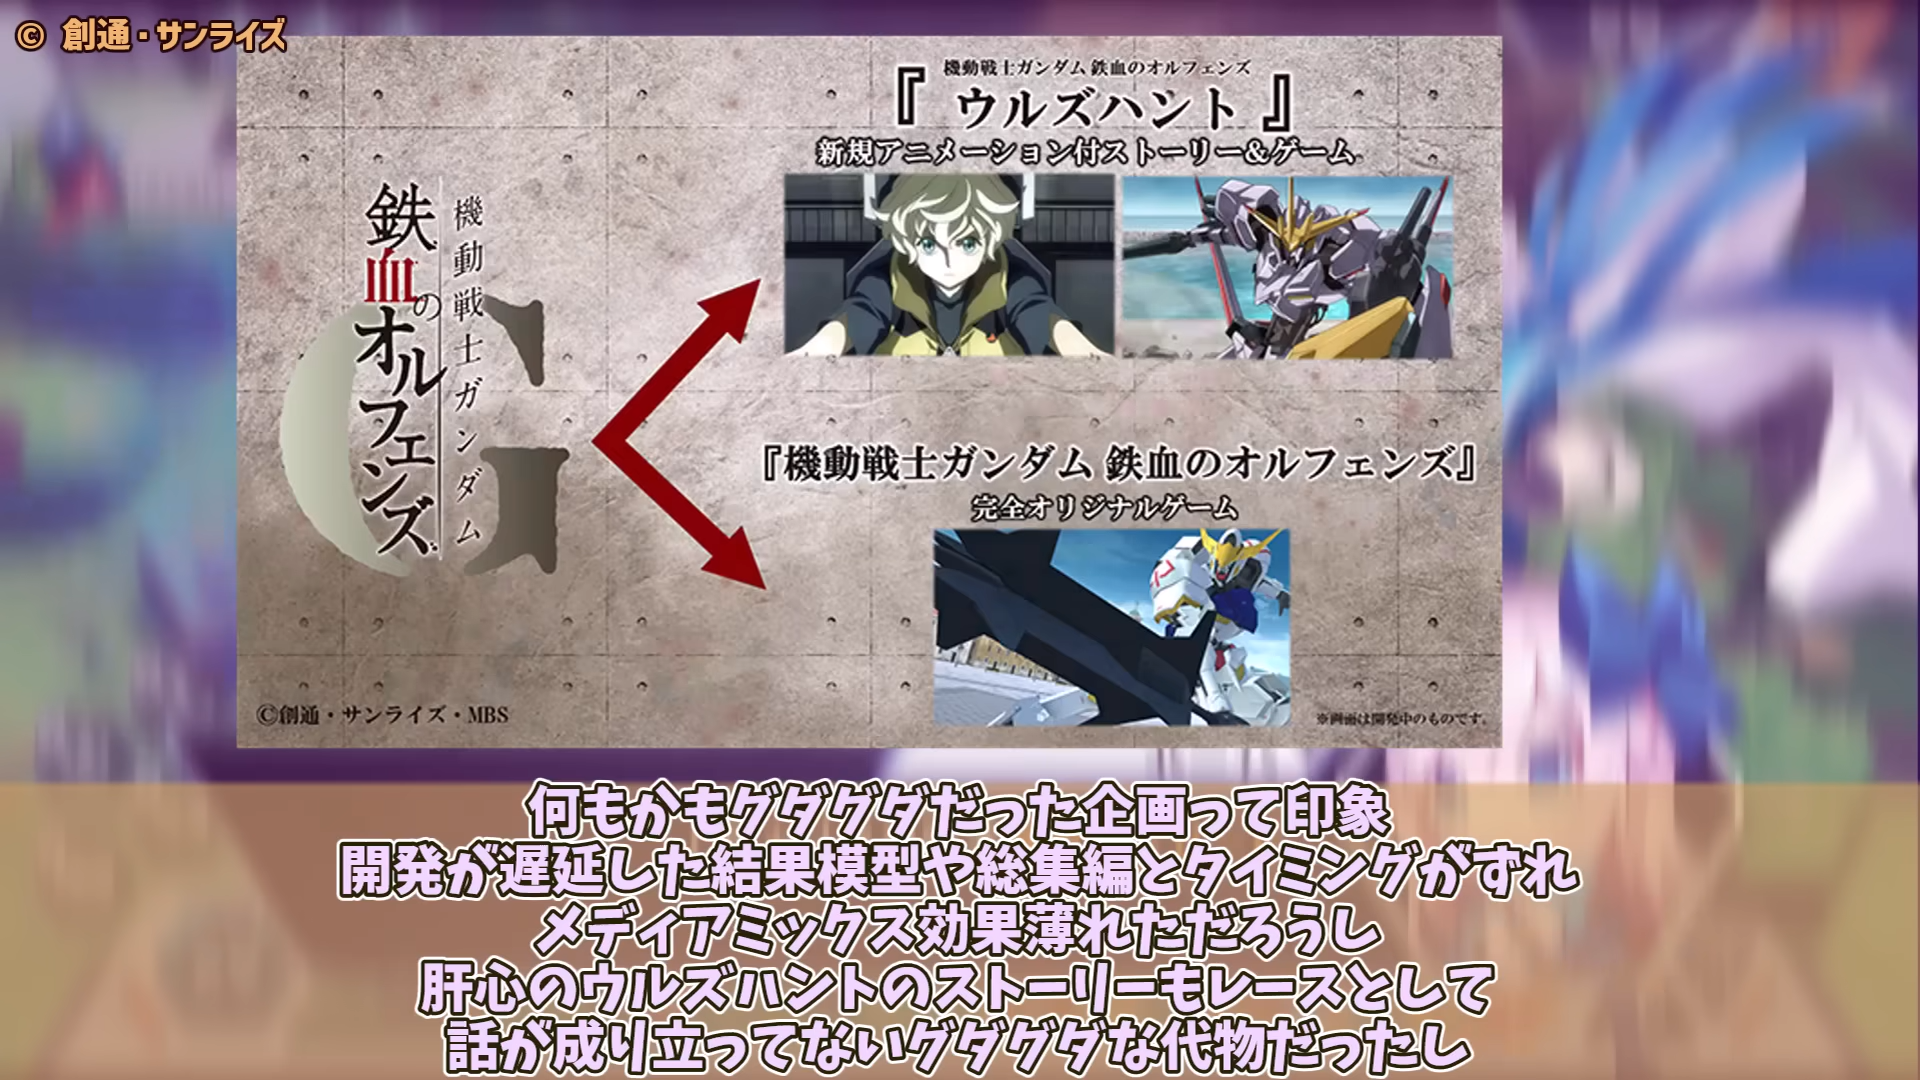 © 創通・サンライズ
機動戦士ガンダム
鉄血のオルフェンズ
G
機動戦士ガンダム 鉄血のオルフェンズ
『ウルズハント』
新規アニメーション付ストーリー&ゲーム
『機動戦士ガンダム 鉄血のオルフェンズ』
完全オリジナルゲーム
©創通・サンライズ・MBS
※画面は開発中のものです。
何もかもグダグダだった企画って印象
開発が遅延した結果模型や総集編とタイミングがずれ
メディアミックス効果薄れただろうし
肝心のウルズハントのストーリーもレースとして
話が成り立ってないグダグダな代物だったし